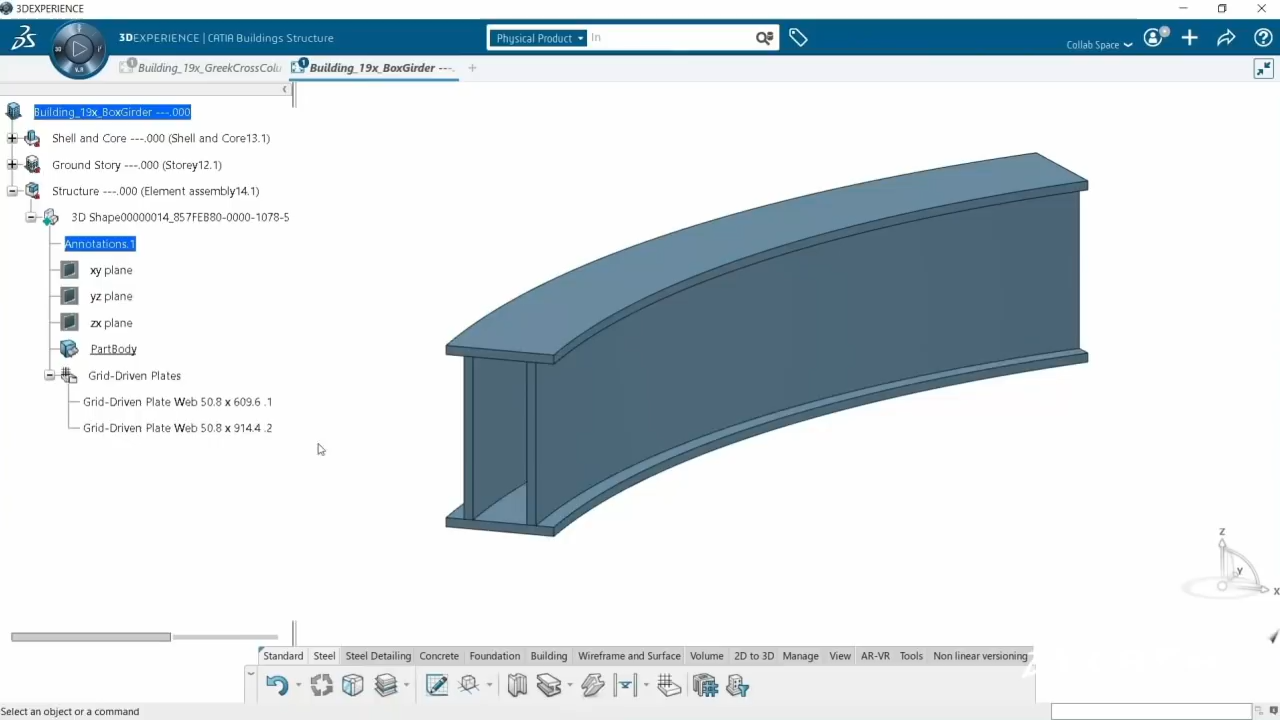 3DEXPERIENCE
3DEXPERIENCE | CATIA Buildings Structure
Physical Product
In
Collab Space
Building_19x_GreekCrossColu
Building_19x_BoxGirder ---.
Building_19x_BoxGirder ---.000
Shell and Core ---.000 (Shell and Core13.1)
Ground Story ---.000 (Storey12.1)
Structure ---.000 (Element assembly14.1)
3D Shape00000014_857FEB80-0000-1078-5
Annotations.1
xy plane
yz plane
zx plane
PartBody
Grid-Driven Plates
Grid-Driven Plate Web 50.8 x 609.6 .1
Grid-Driven Plate Web 50.8 x 914.4 .2
Z
Y
X
Standard Steel Steel Detailing Concrete Foundation Building Wireframe and Surface Volume 2D to 3D Manage View AR-VR Tools Non linear versioning
Select an object or a command